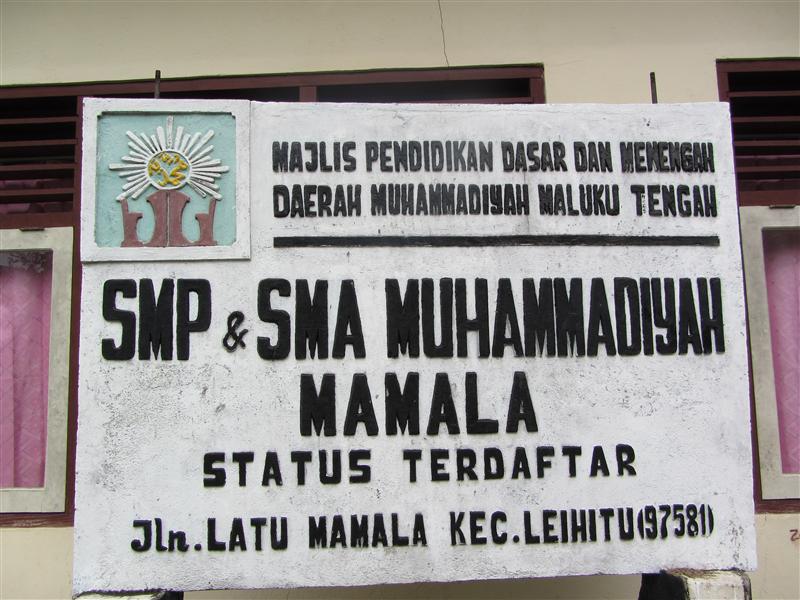 MAJLIS PENDIDIKAN DASAR DAN MENENGAH
DAERAH MUHAMMADIYAH MALUKU TENGAH
SMP & SMA MUHAMMADIYAH
MAMALA
STATUS TERDAFTAR
Jln. LATU MAMALA KEC. LEIHITU (97581)